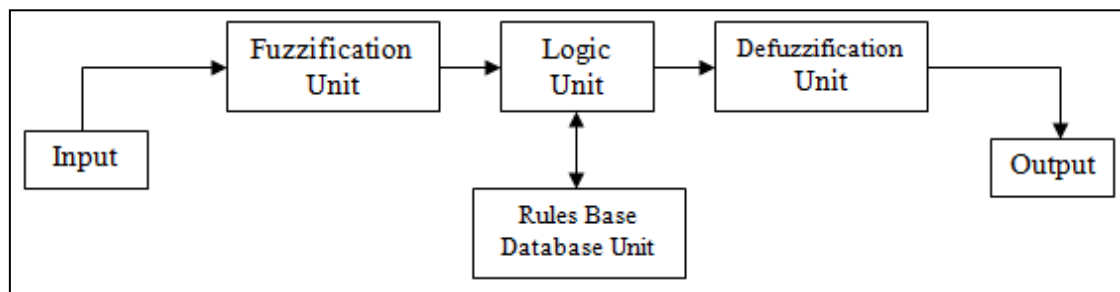 Fuzzification
Unit
Logic
Unit
Defuzzification
Unit
Input
Output
Rules Base
Database Unit